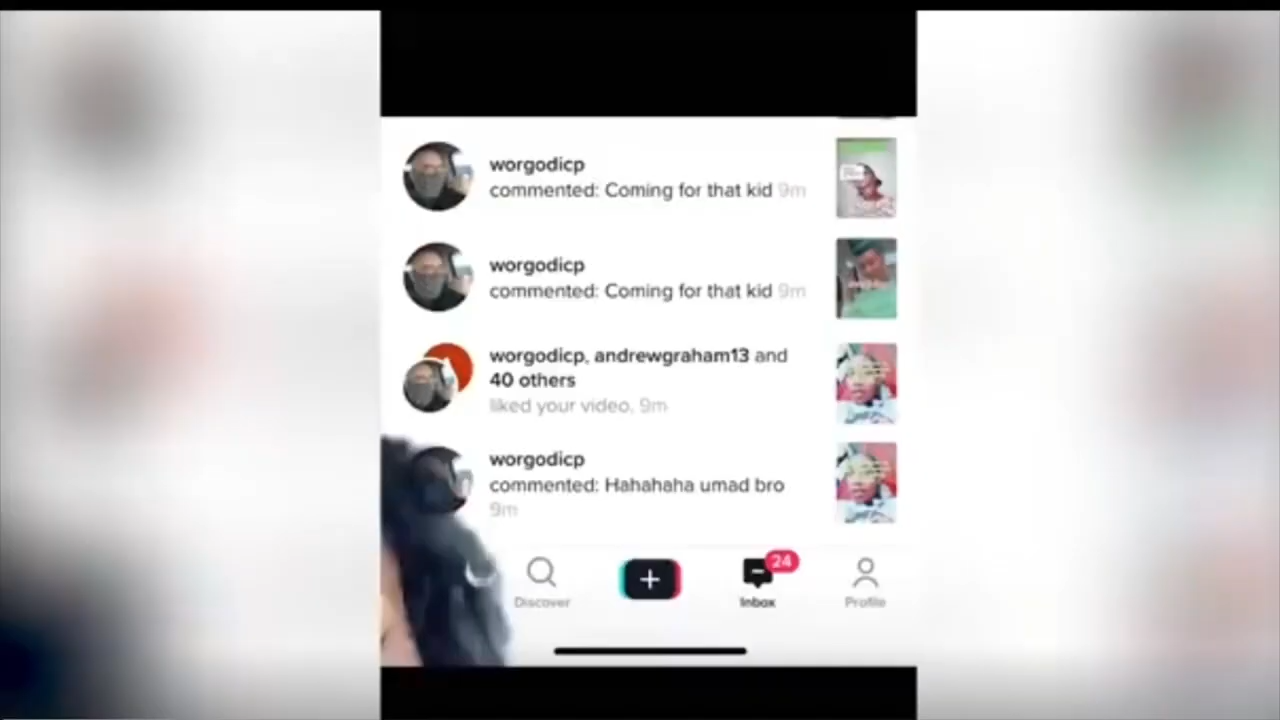 worgodicp
commented: Coming for that kid 9m
worgodicp
commented: Coming for that kid 9m
worgodicp, andrewgraham13 and
40 others
liked your video. 9m
worgodicp
commented: Hahahaha umad bro
9m
24
Discover
Inbox
Profile